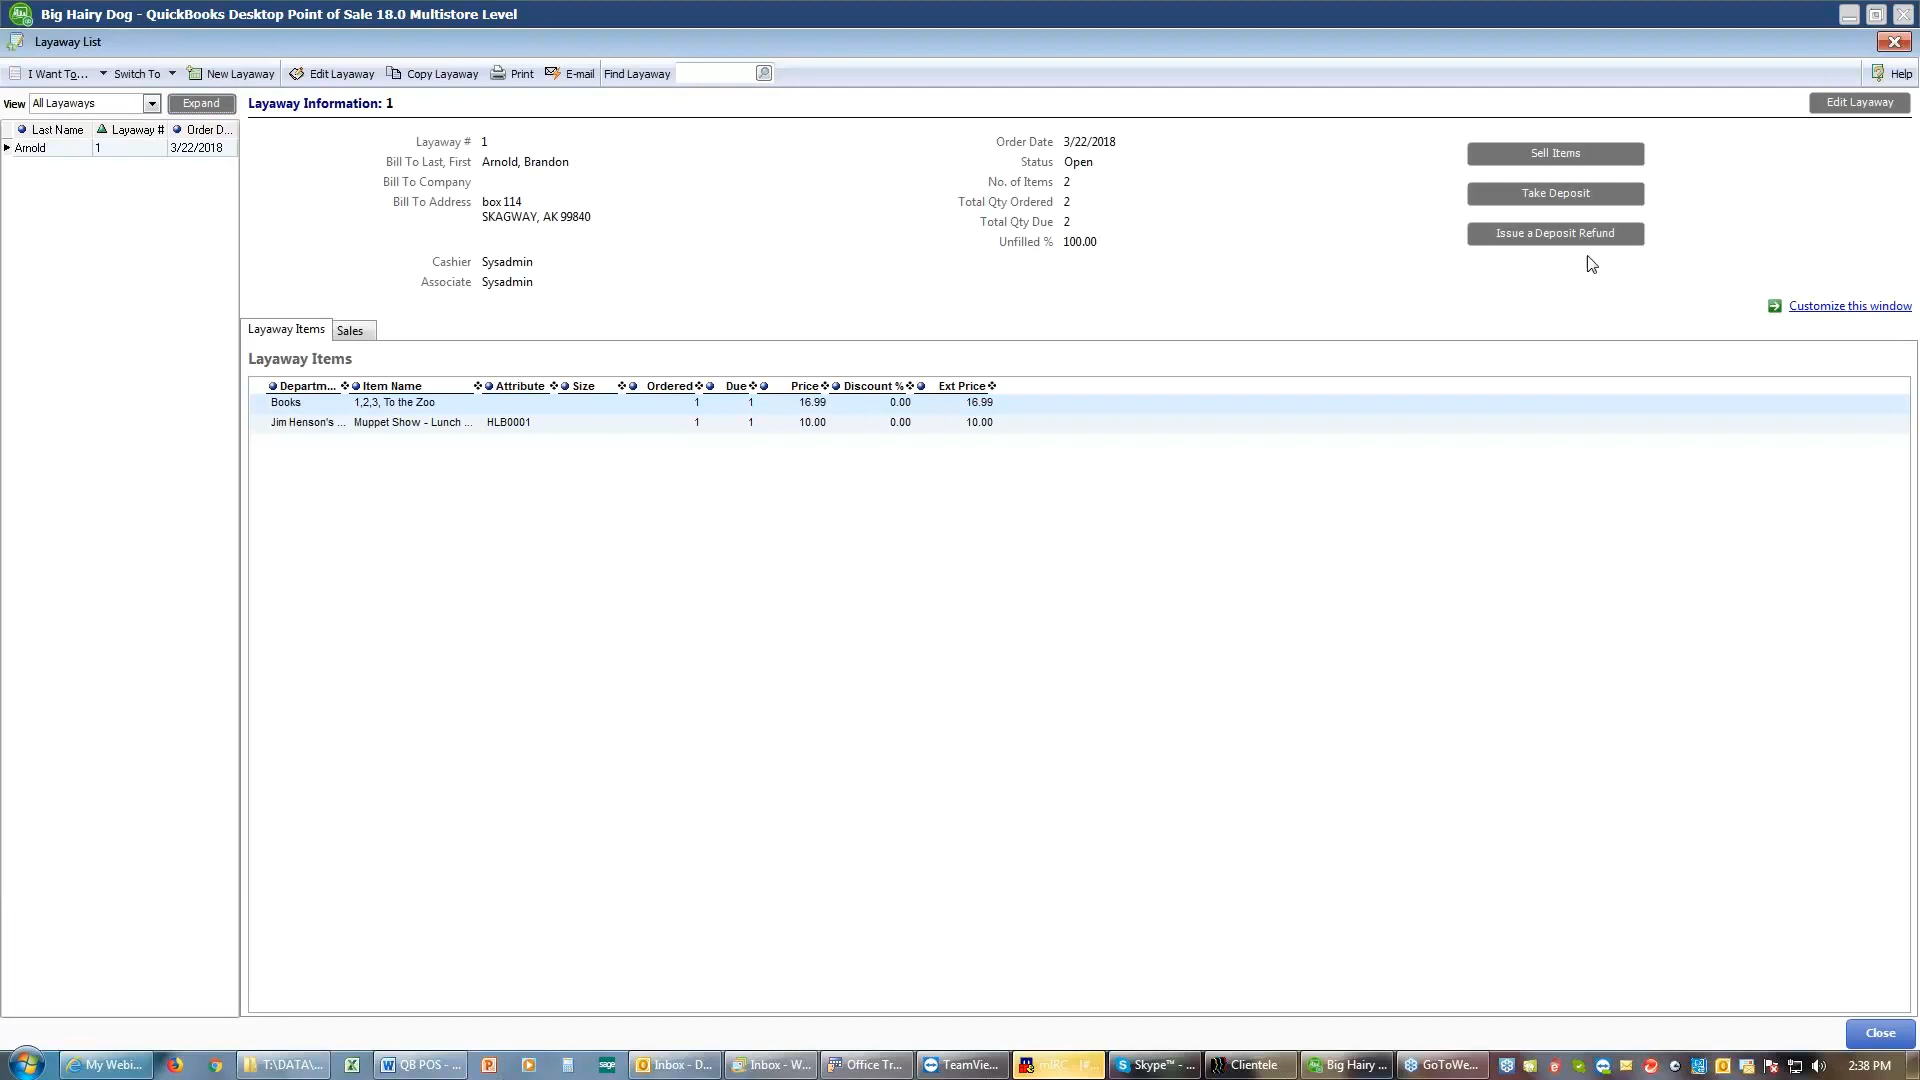 Big Hairy Dog - QuickBooks Desktop Point of Sale 18.0 Multistore Level
Layaway List
I Want To... Switch To New Layaway Edit Layaway Copy Layaway Print E-mail Find Layaway Help
View All Layaways Expand Layaway Information: 1 Edit Layaway
Last Name Layaway # Order D...
Arnold 1 3/22/2018
Layaway # 1 Order Date 3/22/2018
Bill To Last, First Arnold, Brandon Status Open
Bill To Company No. of Items 2
Bill To Address box 114 Total Qty Ordered 2
SKAGWAY, AK 99840
Total Qty Due 2
Unfilled % 100.00
Cashier Sysadmin
Associate Sysadmin
Sell Items
Take Deposit
Issue a Deposit Refund
Customize this window
Layaway Items Sales
Layaway Items
Departm... Item Name Attribute Size Ordered Due Price Discount % Ext Price
Books 1,2,3, To the Zoo 1 1 16.99 0.00 16.99
Jim Henson's ... Muppet Show - Lunch ... HLB0001 1 1 10.00 0.00 10.00
Close
My Webi... T:\DATA\... QB POS - ... sage Inbox - D... Inbox - W... Office Tr... TeamVie... mIRC Skype™ - ... Clientele Big Hairy ... GoToWe... 2:38 PM